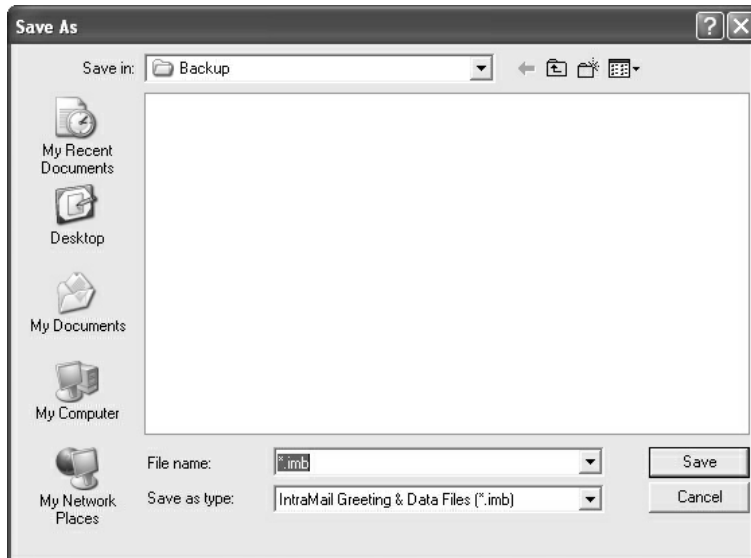 Save As
Save in:
Backup
My Recent
Documents
Desktop
My Documents
My Computer
My Network
Places
File name:
*.imb
Save
Save as type:
IntraMail Greeting & Data Files (*.imb)
Cancel